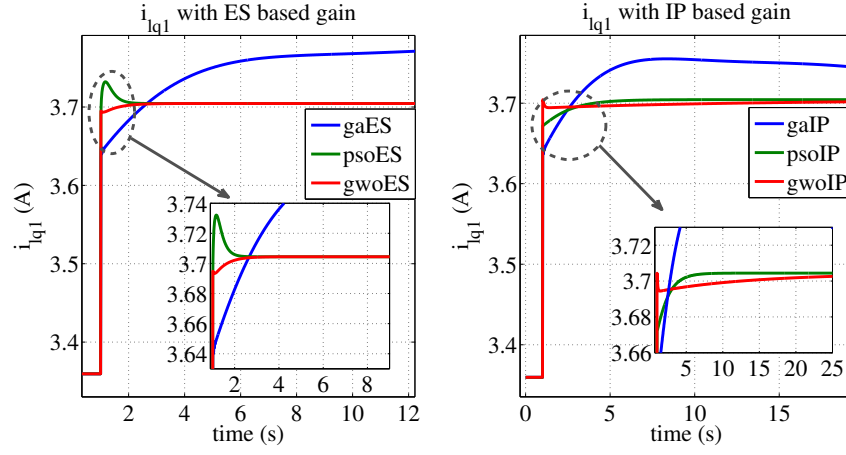 i_lq1 with ES based gain
i_lq1 (A)
3.7
3.6
3.5
3.4
gaES
psoES
gwoES
3.74
3.72
3.7
3.68
3.66
3.64
2 4 6 8
2 4 6 8 10 12
time (s)
i_lq1 with IP based gain
i_lq1 (A)
3.7
3.6
3.5
3.4
gaIP
psoIP
gwoIP
3.72
3.7
3.68
3.66
5 10 15 20 25
0 5 10 15
time (s)